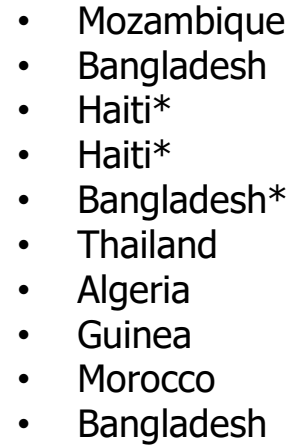 • Mozambique
• Bangladesh
• Haiti*
• Haiti*
• Bangladesh*
• Thailand
• Algeria
• Guinea
• Morocco
• Bangladesh